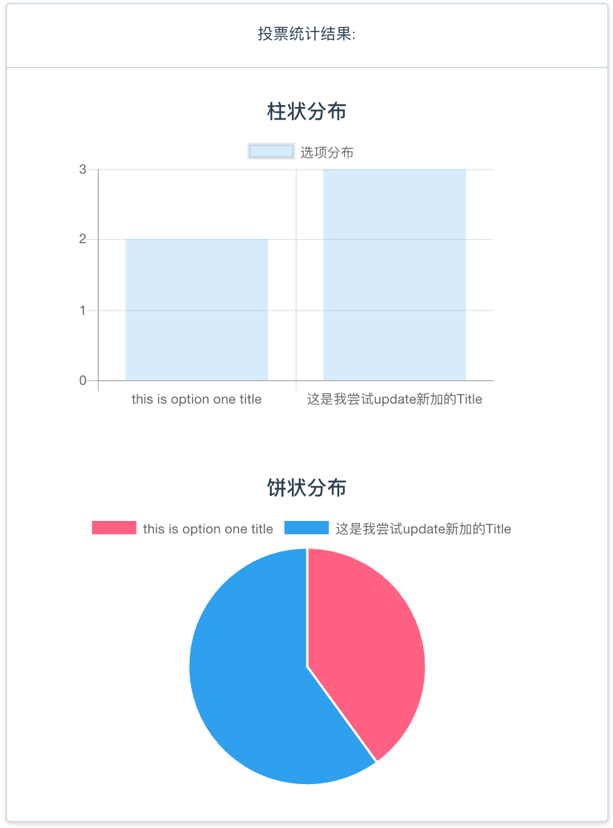 投票统计结果:
柱状分布
选项分布
3
2
1
0
this is option one title 这是我尝试update新加的Title
饼状分布
this is option one title 这是我尝试update新加的Title